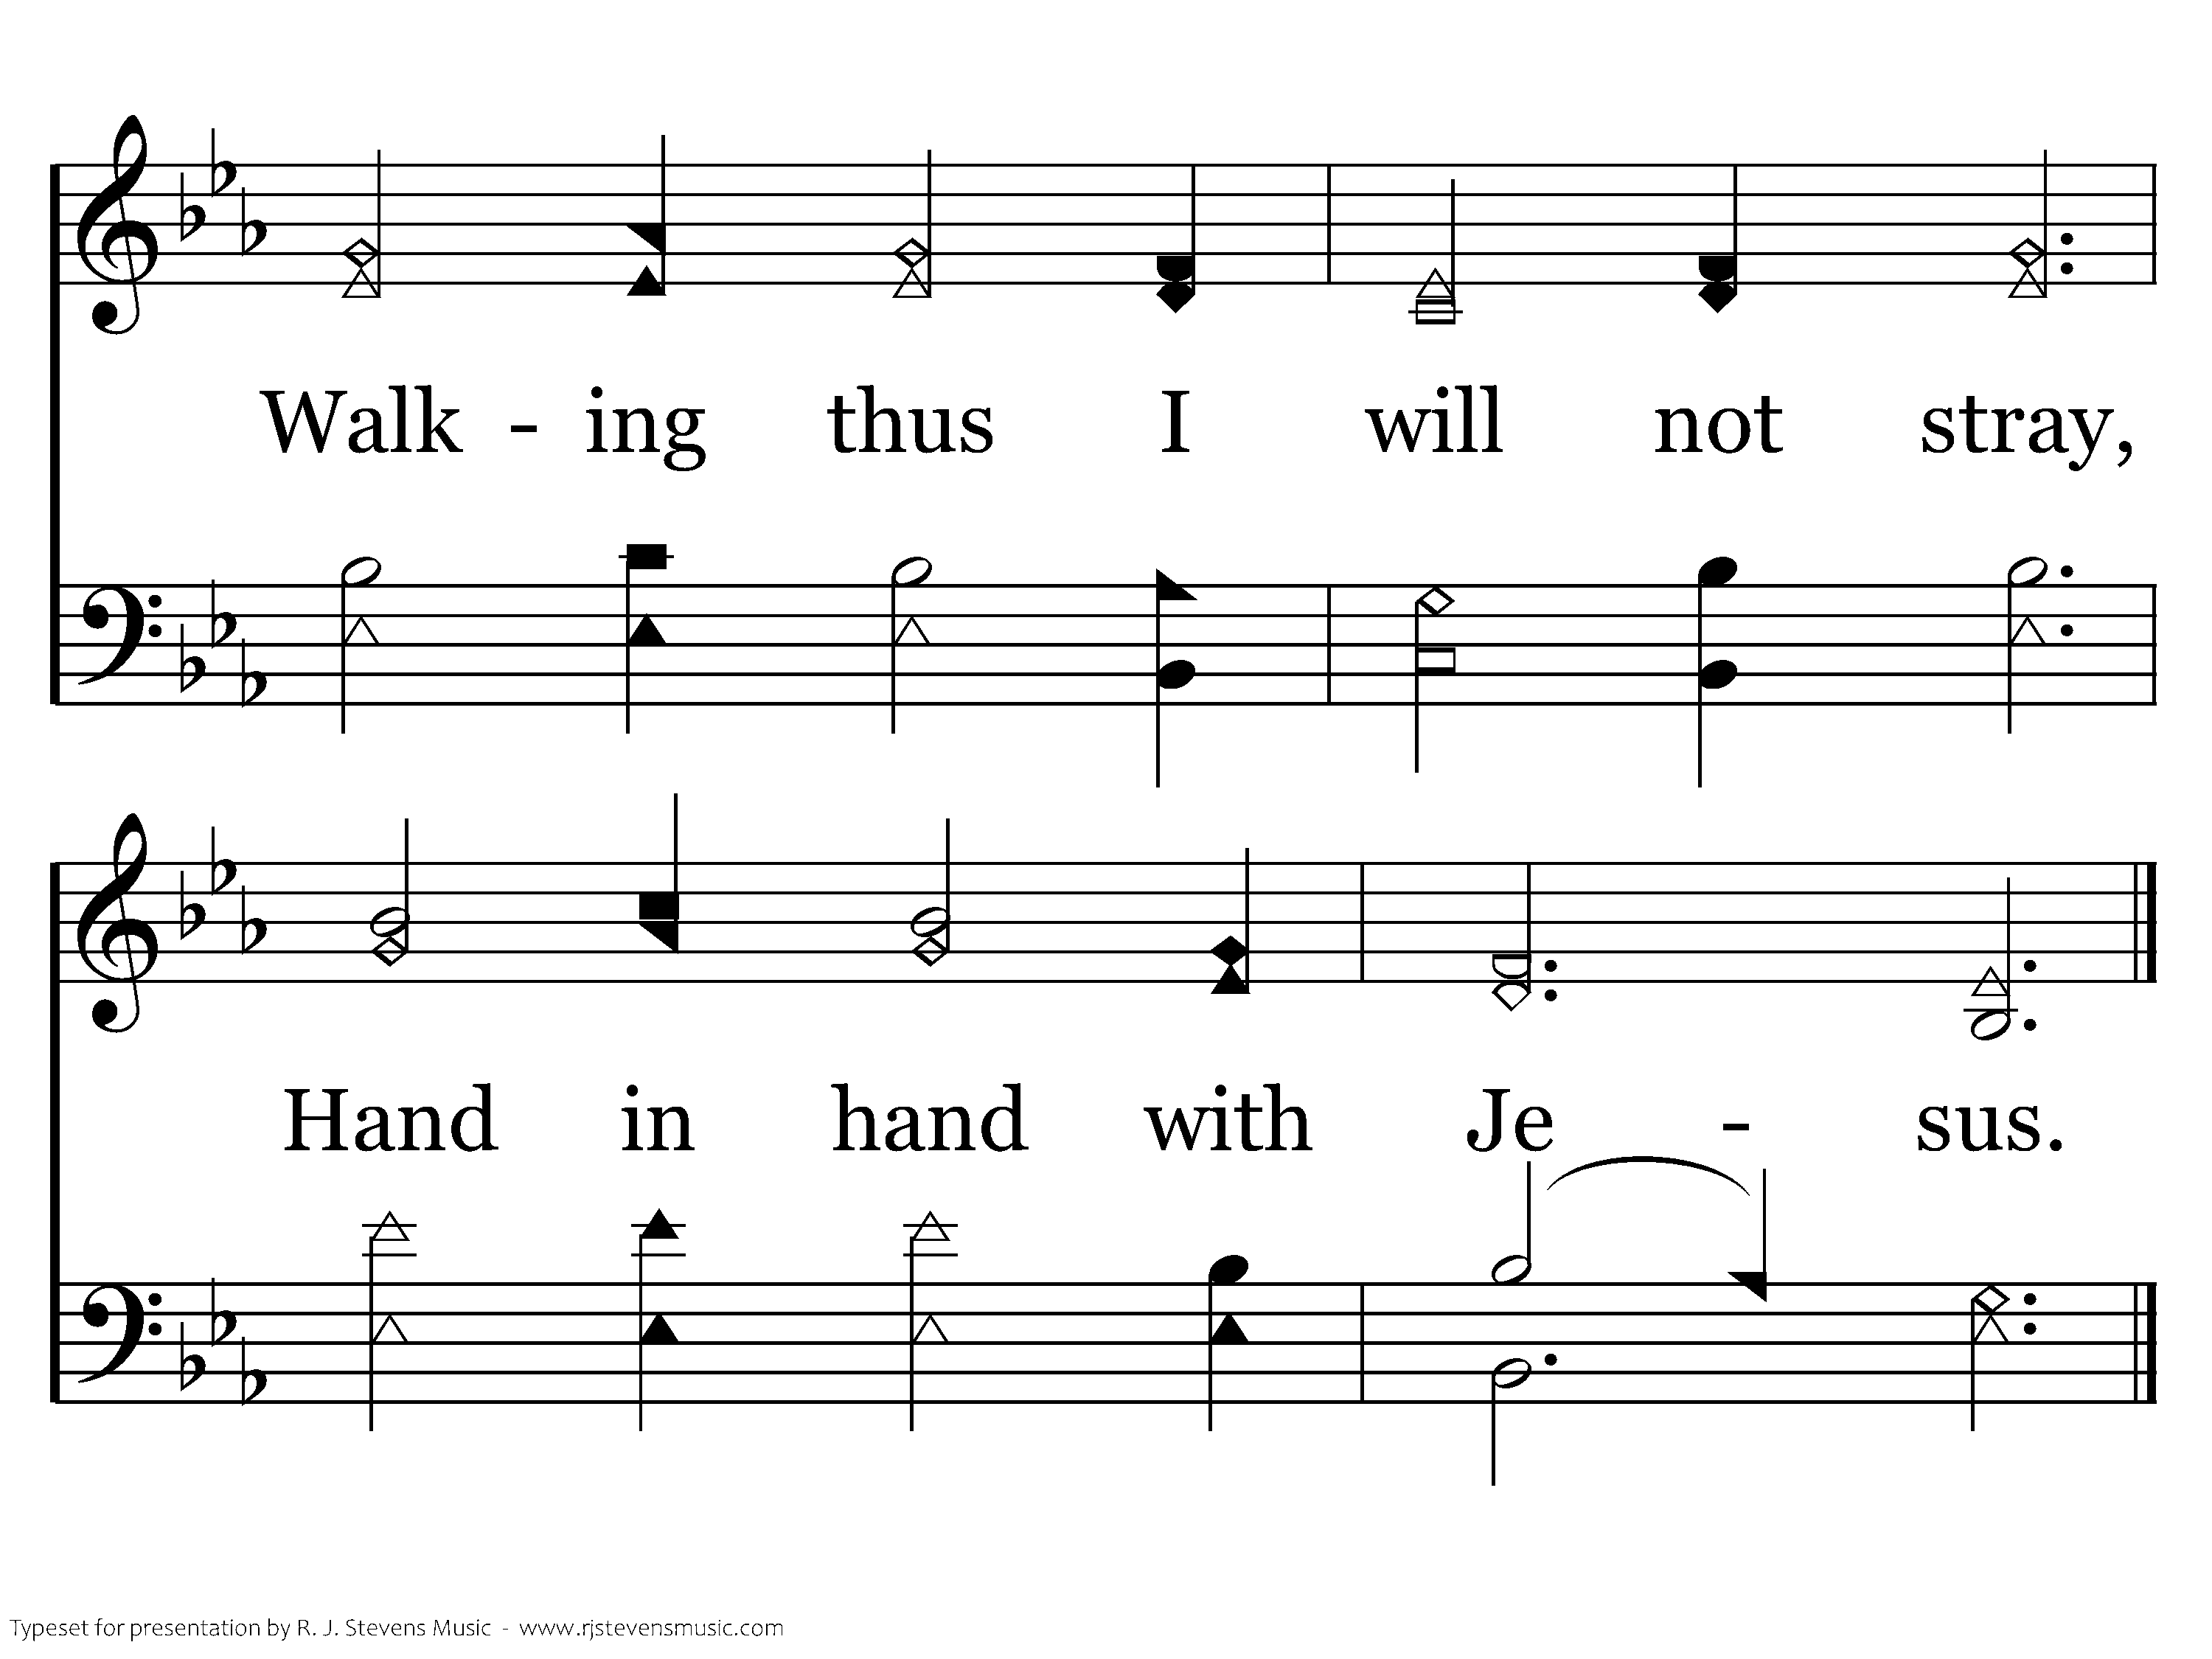 Walk - ing thus I will not stray,
Hand in hand with Je - sus.
Typeset for presentation by R. J. Stevens Music - www.rjstevensmusic.com